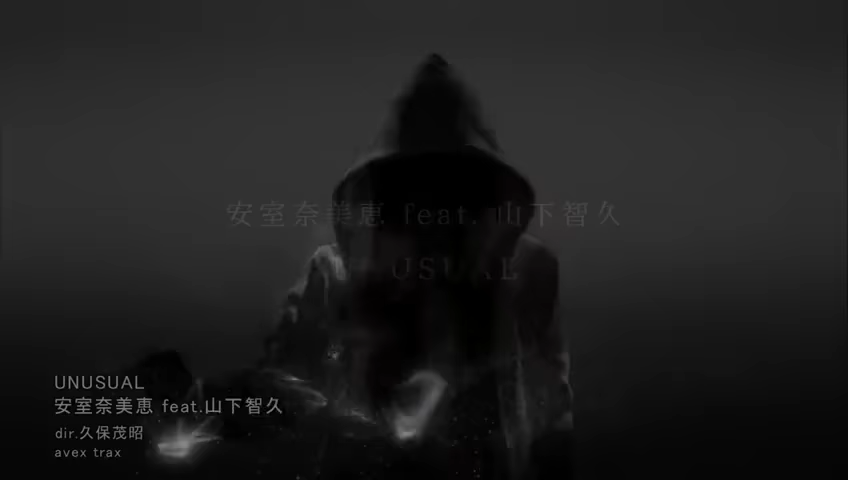 安室奈美恵 feat. 山下智久
UNUSUAL
UNUSUAL
安室奈美恵 feat.山下智久
dir.久保茂昭
avex trax